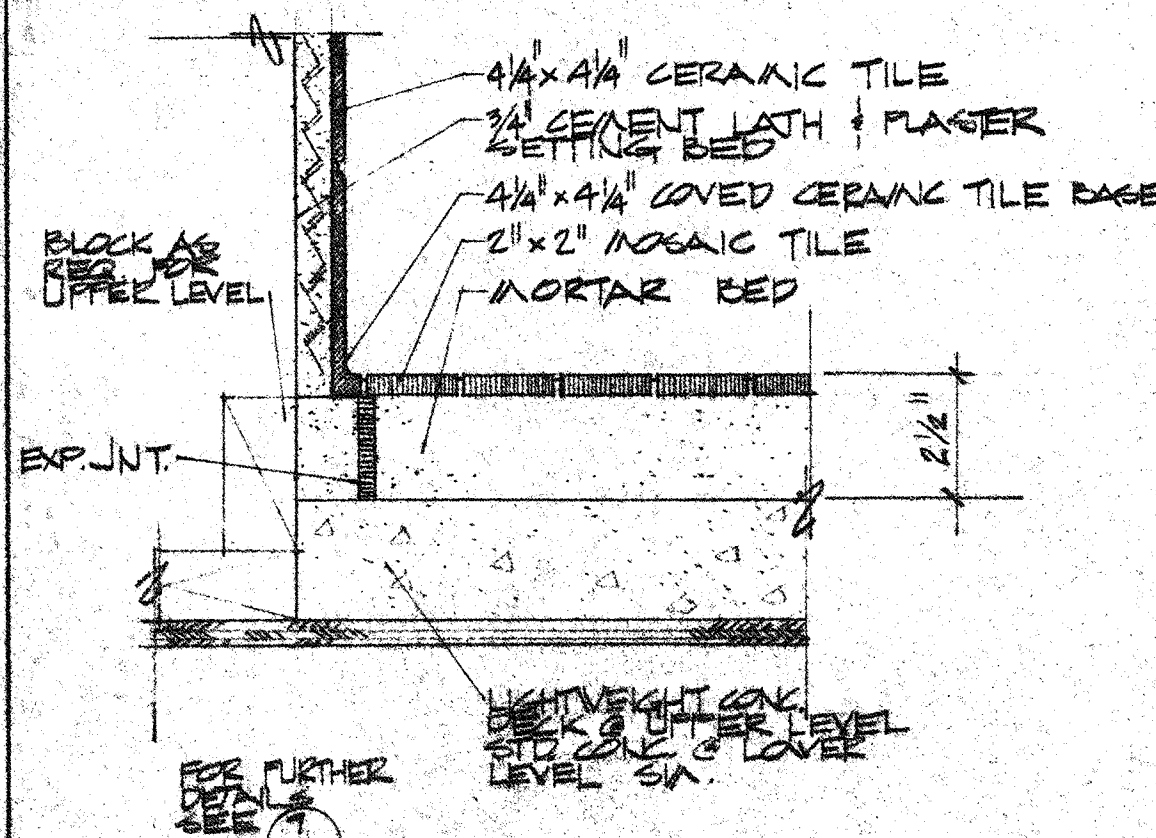 4¼" x 4¼" CERAMIC TILE
¾" CEMENT LATH & PLASTER
SETTING BED
4¼" x 4¼" COVED CERAMIC TILE BASE
2" x 2" MOSAIC TILE
MORTAR BED
BLOCK AS
REQ. FOR
UPPER LEVEL
EXP. JNT.
2½"
LIGHTWEIGHT CONC.
DECK @ UPPER LEVEL
STD. CONC. @ LOWER
LEVEL SIM.
FOR FURTHER
DETAILS
SEE 7